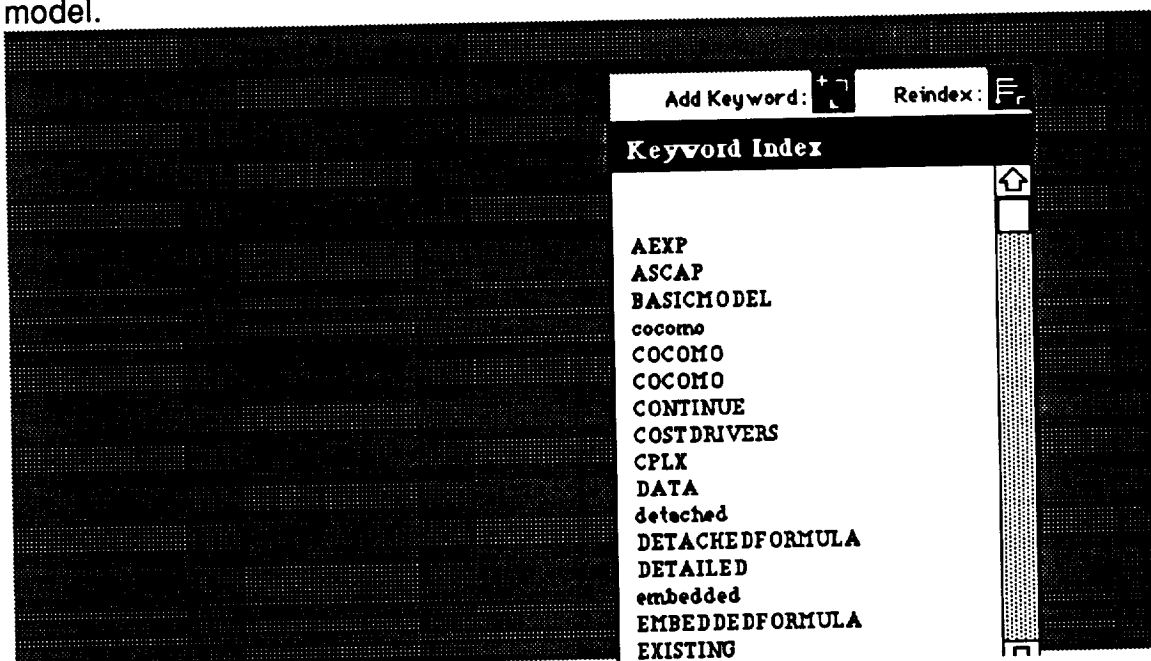 model.
Add Keyword: Reindex:
Keyword Index
AEXP
ASCAP
BASICMODEL
cocomo
COCOMO
COCOMO
CONTINUE
COSTDRIVERS
CPLX
DATA
detached
DETACHEDFORMULA
DETAILED
embedded
EMBEDDEDFORMULA
EXISTING